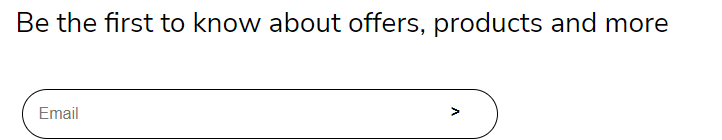 Be the first to know about offers, products and more
Email >